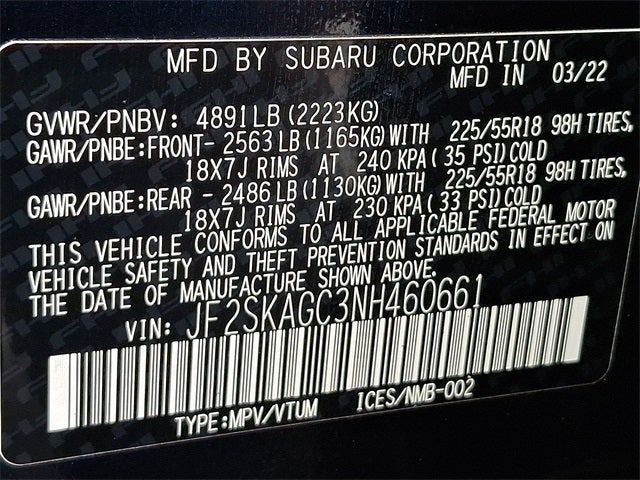 MFD BY SUBARU CORPORATION
MFD IN 03/22
GVWR/PNBV: 4891LB (2223KG)
GAWR/PNBE:FRONT- 2563LB(1165KG)WITH 225/55R18 98H TIRES,
18X7J RIMS AT 240 KPA( 35 PSI)COLD
GAWR/PNBE:REAR - 2486LB(1130KG)WITH 225/55R18 98H TIRES,
18X7J RIMS AT 230 KPA( 33 PSI)COLD
THIS VEHICLE CONFORMS TO ALL APPLICABLE FEDERAL MOTOR
VEHICLE SAFETY AND THEFT PREVENTION STANDARDS IN EFFECT ON
THE DATE OF MANUFACTURE SHOWN ABOVE.
VIN: JF2SKAGC3NH460661
TYPE:MPV/VTUM ICES/NMB-002